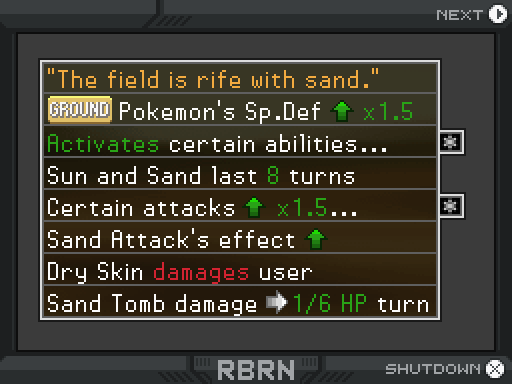 NEXT
"The field is rife with sand."
GROUND Pokemon's Sp.Def x1.5
Activates certain abilities...
Sun and Sand last 8 turns
Certain attacks x1.5...
Sand Attack's effect
Dry Skin damages user
Sand Tomb damage 1/6 HP turn
RBRN
SHUTDOWN